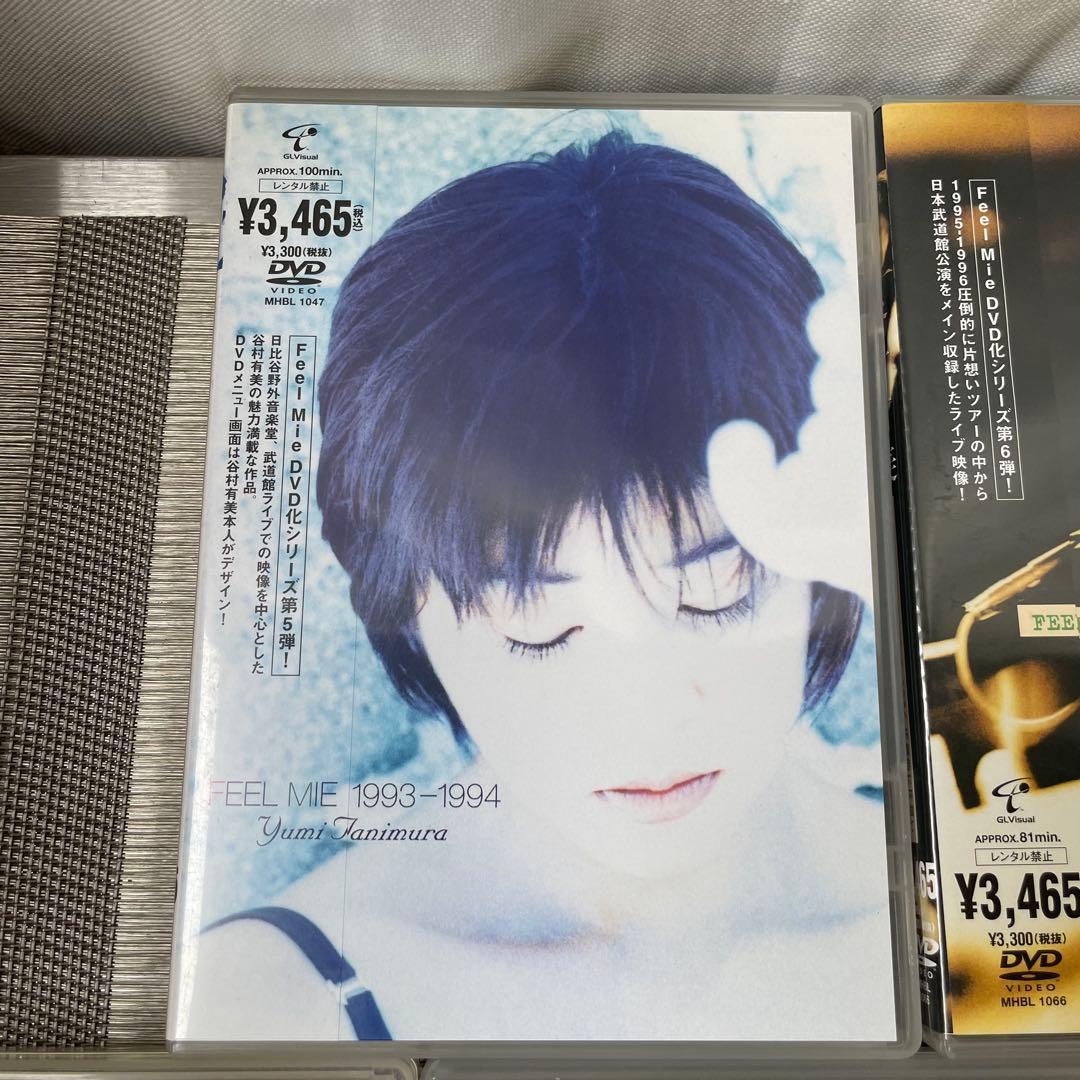 GLVisual
APPROX.100min.
レンタル禁止
¥3,465(税込)
¥3,300(税抜)
DVD
VIDEO
MHBL 1047
Feel Mie DVD化シリーズ第5弾!
日比谷野外音楽堂、武道館ライブでの映像を中心とした
谷村有美の魅力満載な作品。
DVDメニュー画面は谷村有美本人がデザイン!
FEEL MIE 1993-1994
Yumi Tanimura
Feel Mie DVD化シリーズ第6弾!
1995-1996圧倒的に片想いツアーの中から
日本武道館公演をメイン収録したライブ映像!
FEE
GLVisual
APPROX.81min.
レンタル禁止
¥3,465
¥3,300(税抜)
DVD
VIDEO
MHBL 1066
65
DVD